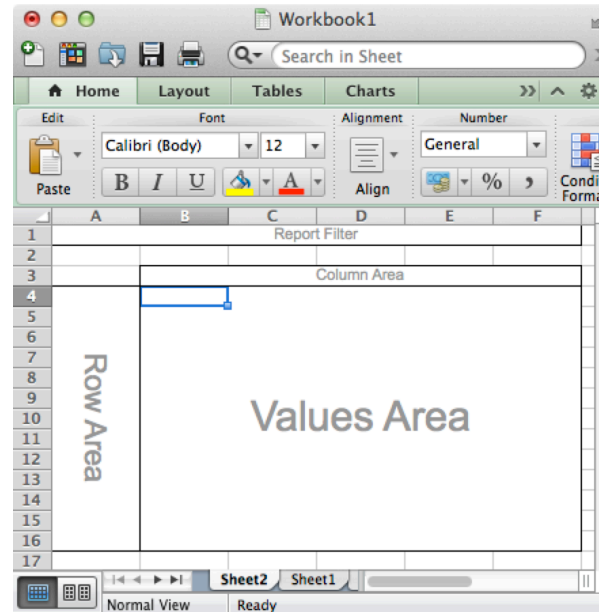 Workbook1
Search in Sheet
Home Layout Tables Charts
Edit Font Alignment Number
Calibri (Body) 12 General
Paste B I U A Align %
Condi
Forma
A B C D E F
1 Report Filter
2
3 Column Area
4
5
6
7
8
9
10
11
12
13
14
15
16
17
Row Area
Values Area
Sheet2 Sheet1
Normal View Ready